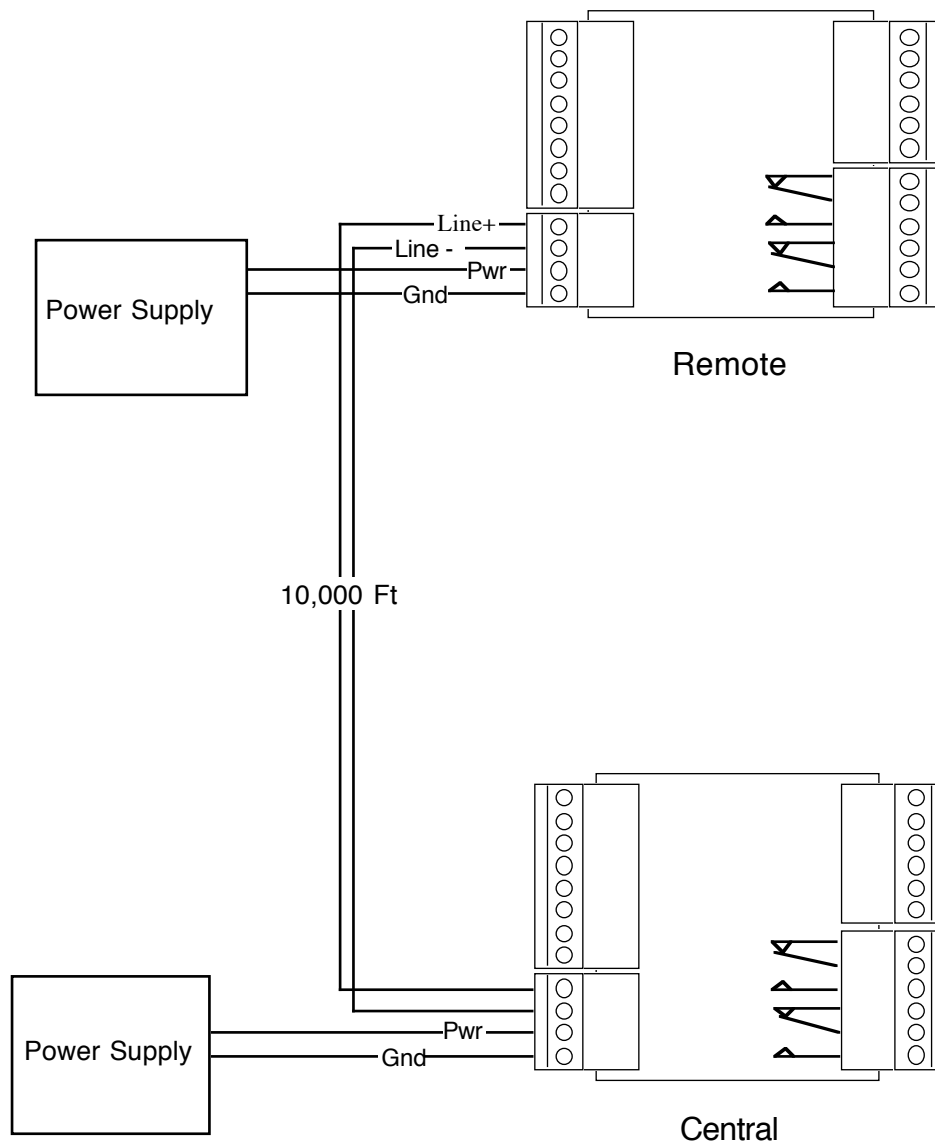 Line+
Line -
Pwr
Gnd
Power Supply
Remote
10,000 Ft
Pwr
Gnd
Power Supply
Central